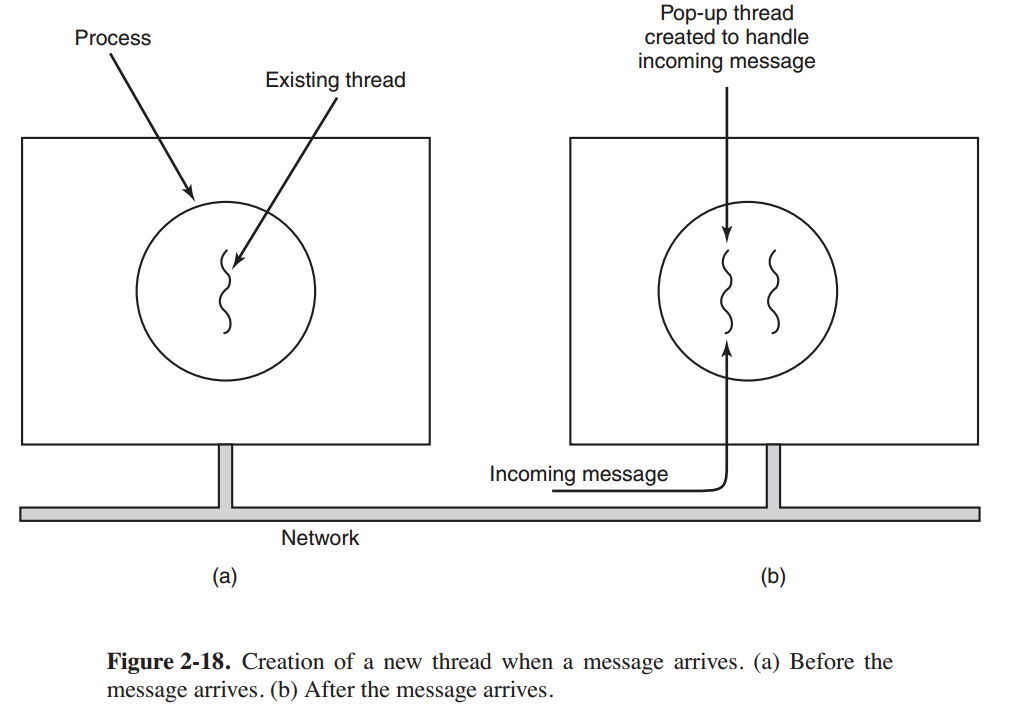 Process
Existing thread
Pop-up thread
created to handle
incoming message
Incoming message
Network
(a)
(b)
Figure 2-18. Creation of a new thread when a message arrives. (a) Before the
message arrives. (b) After the message arrives.